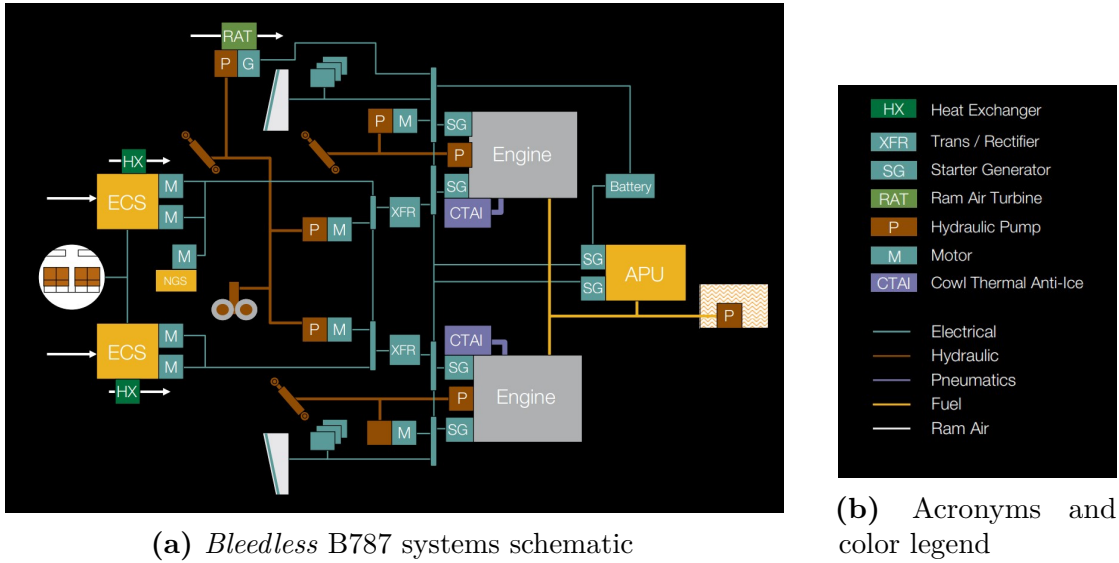 RAT
P G
P M
SG
Engine
P
HX
SG
M
ECS
CTAI
Battery
M
P M
XFR
M
SG
APU
NGS
SG
P
P M
CTAI
ECS
M
XFR
SG
M
Engine
HX
P
M
SG
HX Heat Exchanger
XFR Trans / Rectifier
SG Starter Generator
RAT Ram Air Turbine
P Hydraulic Pump
M Motor
CTAI Cowl Thermal Anti-Ice
Electrical
Hydraulic
Pneumatics
Fuel
Ram Air
(a) Bleedless B787 systems schematic
(b) Acronyms and
color legend